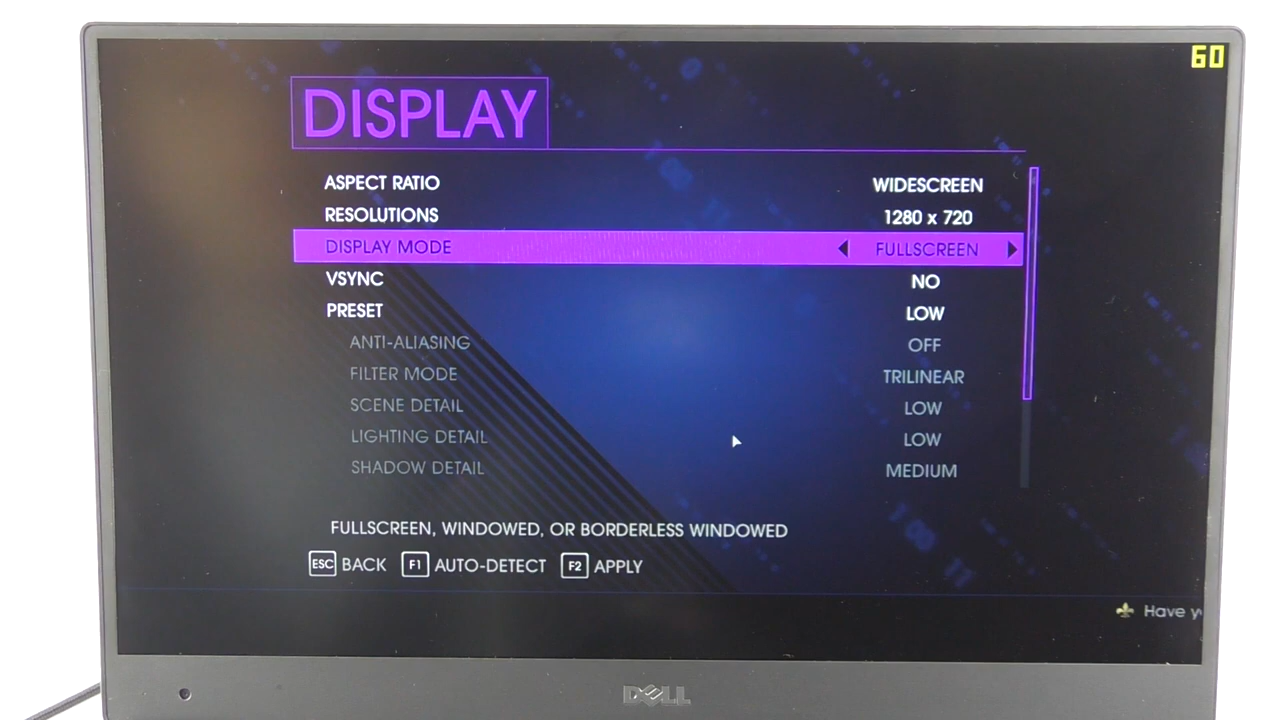 60
DISPLAY
ASPECT RATIO WIDESCREEN
RESOLUTIONS 1280 x 720
DISPLAY MODE FULLSCREEN
VSYNC NO
PRESET LOW
ANTI-ALIASING OFF
FILTER MODE TRILINEAR
SCENE DETAIL LOW
LIGHTING DETAIL LOW
SHADOW DETAIL MEDIUM
FULLSCREEN, WINDOWED, OR BORDERLESS WINDOWED
ESC BACK F1 AUTO-DETECT F2 APPLY
Have y
DELL